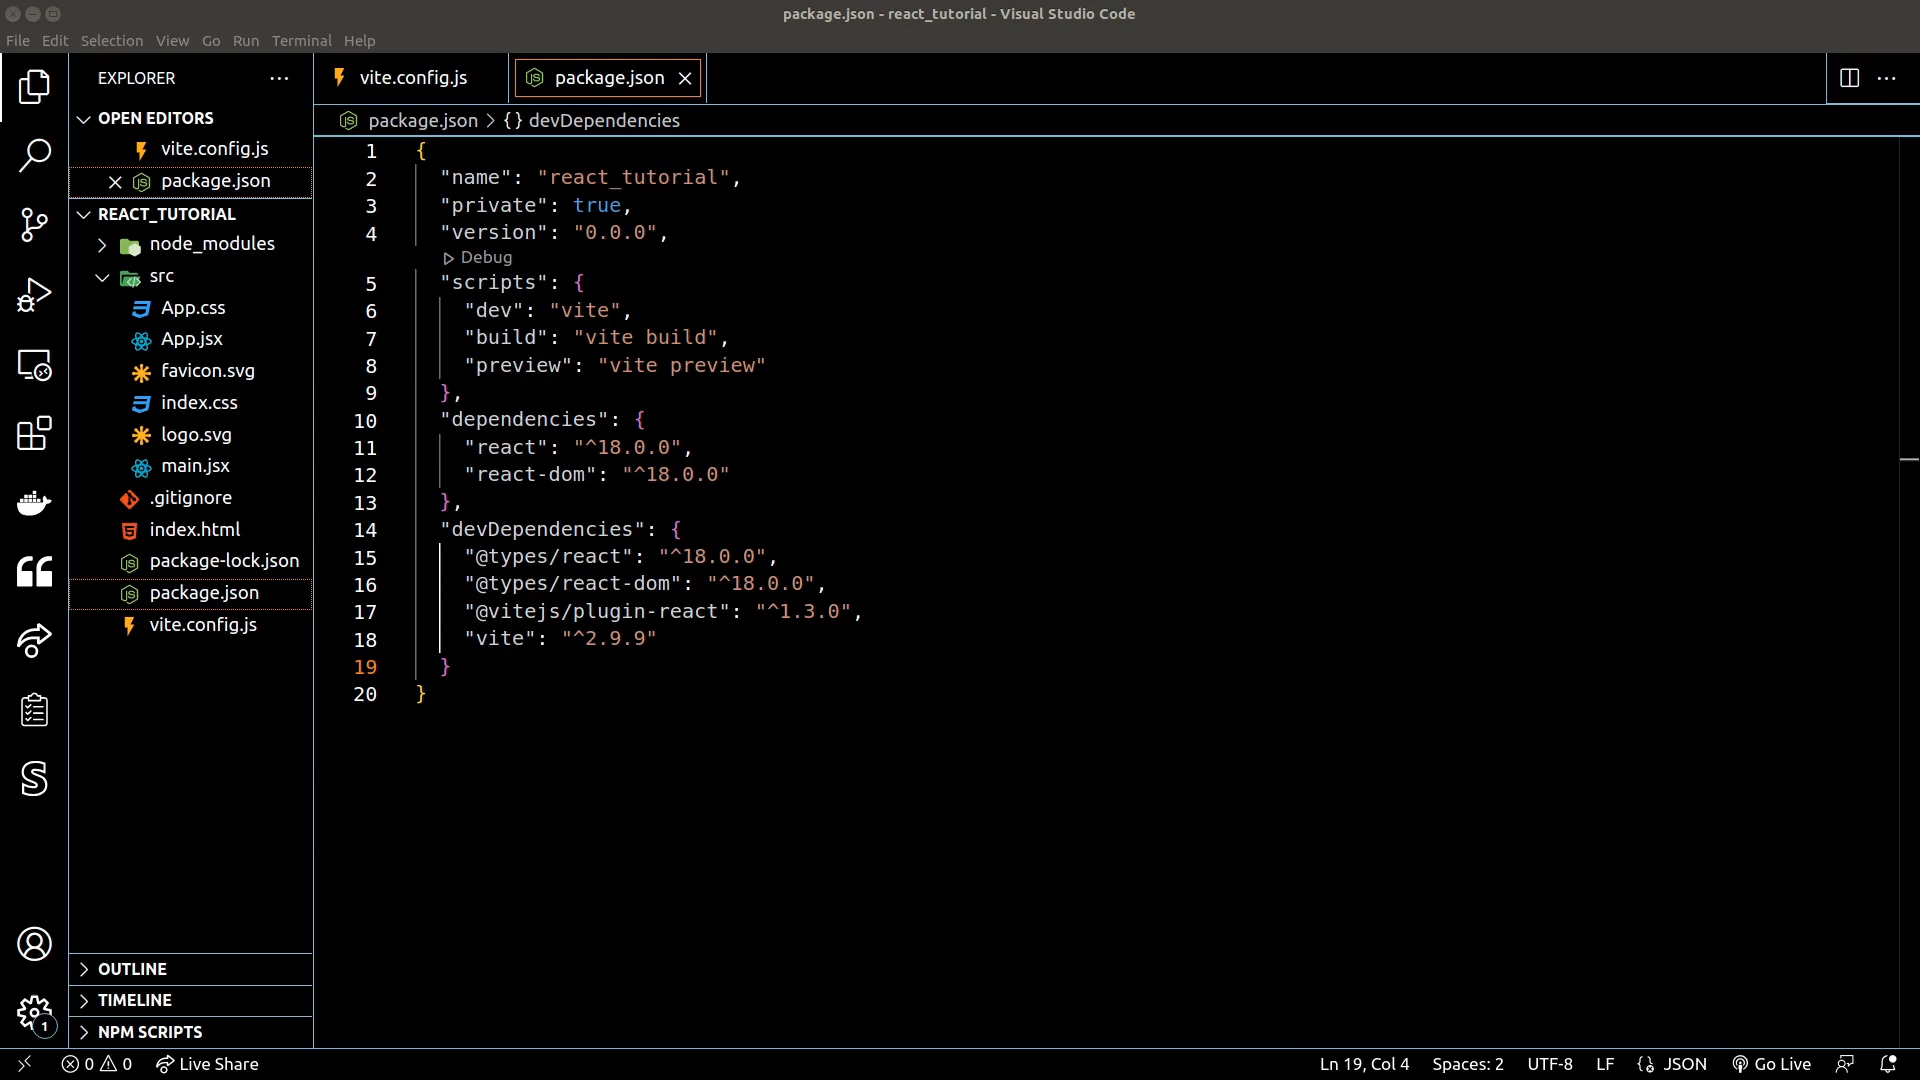 package.json - react_tutorial - Visual Studio Code
File Edit Selection View Go Run Terminal Help
EXPLORER
OPEN EDITORS
vite.config.js
package.json
REACT_TUTORIAL
node_modules
src
App.css
App.jsx
favicon.svg
index.css
logo.svg
main.jsx
.gitignore
index.html
package-lock.json
package.json
vite.config.js
OUTLINE
TIMELINE
NPM SCRIPTS
1
vite.config.js package.json
package.json > {} devDependencies
1 {
2 "name": "react_tutorial",
3 "private": true,
4 "version": "0.0.0",
Debug
5 "scripts": {
6 "dev": "vite",
7 "build": "vite build",
8 "preview": "vite preview"
9 },
10 "dependencies": {
11 "react": "^18.0.0",
12 "react-dom": "^18.0.0"
13 },
14 "devDependencies": {
15 "@types/react": "^18.0.0",
16 "@types/react-dom": "^18.0.0",
17 "@vitejs/plugin-react": "^1.3.0",
18 "vite": "^2.9.9"
19 }
20 }
0 0 Live Share Ln 19, Col 4 Spaces: 2 UTF-8 LF JSON Go Live